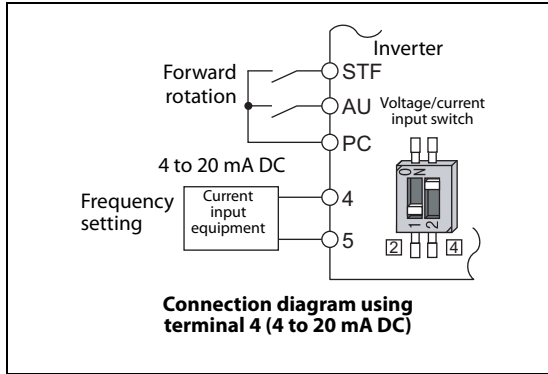 Inverter
Forward
rotation
STF
AU
PC
Voltage/current
input switch
4 to 20 mA DC
Frequency
setting
Current
input
equipment
4
5
ON
1 2
2
4
Connection diagram using
terminal 4 (4 to 20 mA DC)